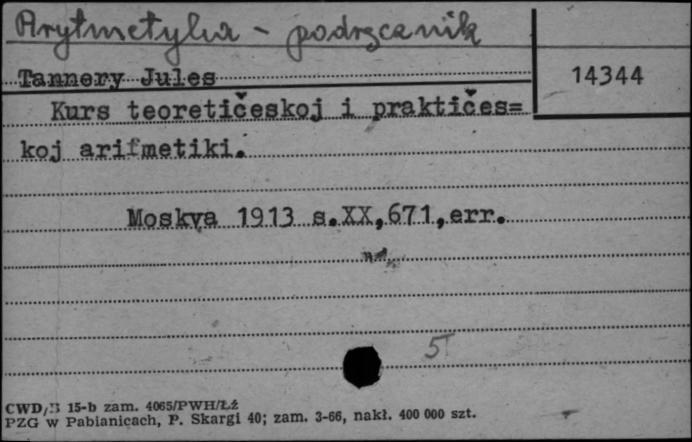 Arytmetyka - podręcznik
Tannery Jules
14344
Kurs teoretičeskoj i praktičes=
koj arifmetiki.
Moskva 1913 s.XX,671,err.
5
CWD/B 15-b zam. 4065/PWH/ŁŻ
PZG w Pabianicach, P. Skargi 40; zam. 3-66, nakł. 400 000 szt.